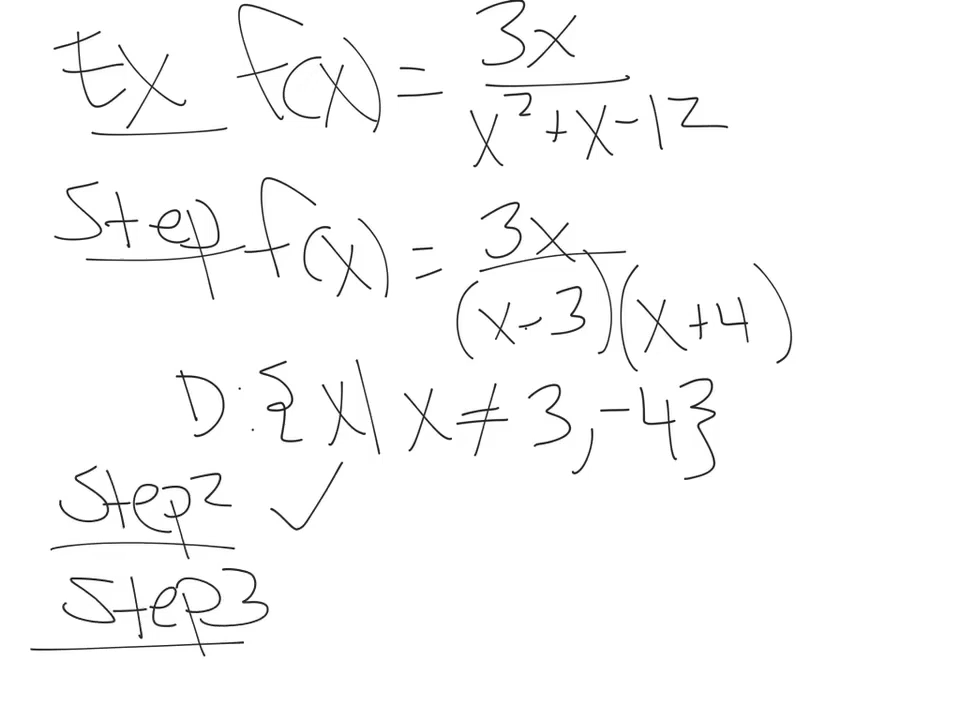 Ex f(x) = 3x / x² + x - 12
Step f(x) = 3x / (x - 3)(x + 4)
D: {x | x ≠ 3, -4}
Step 2 ✓
Step 3